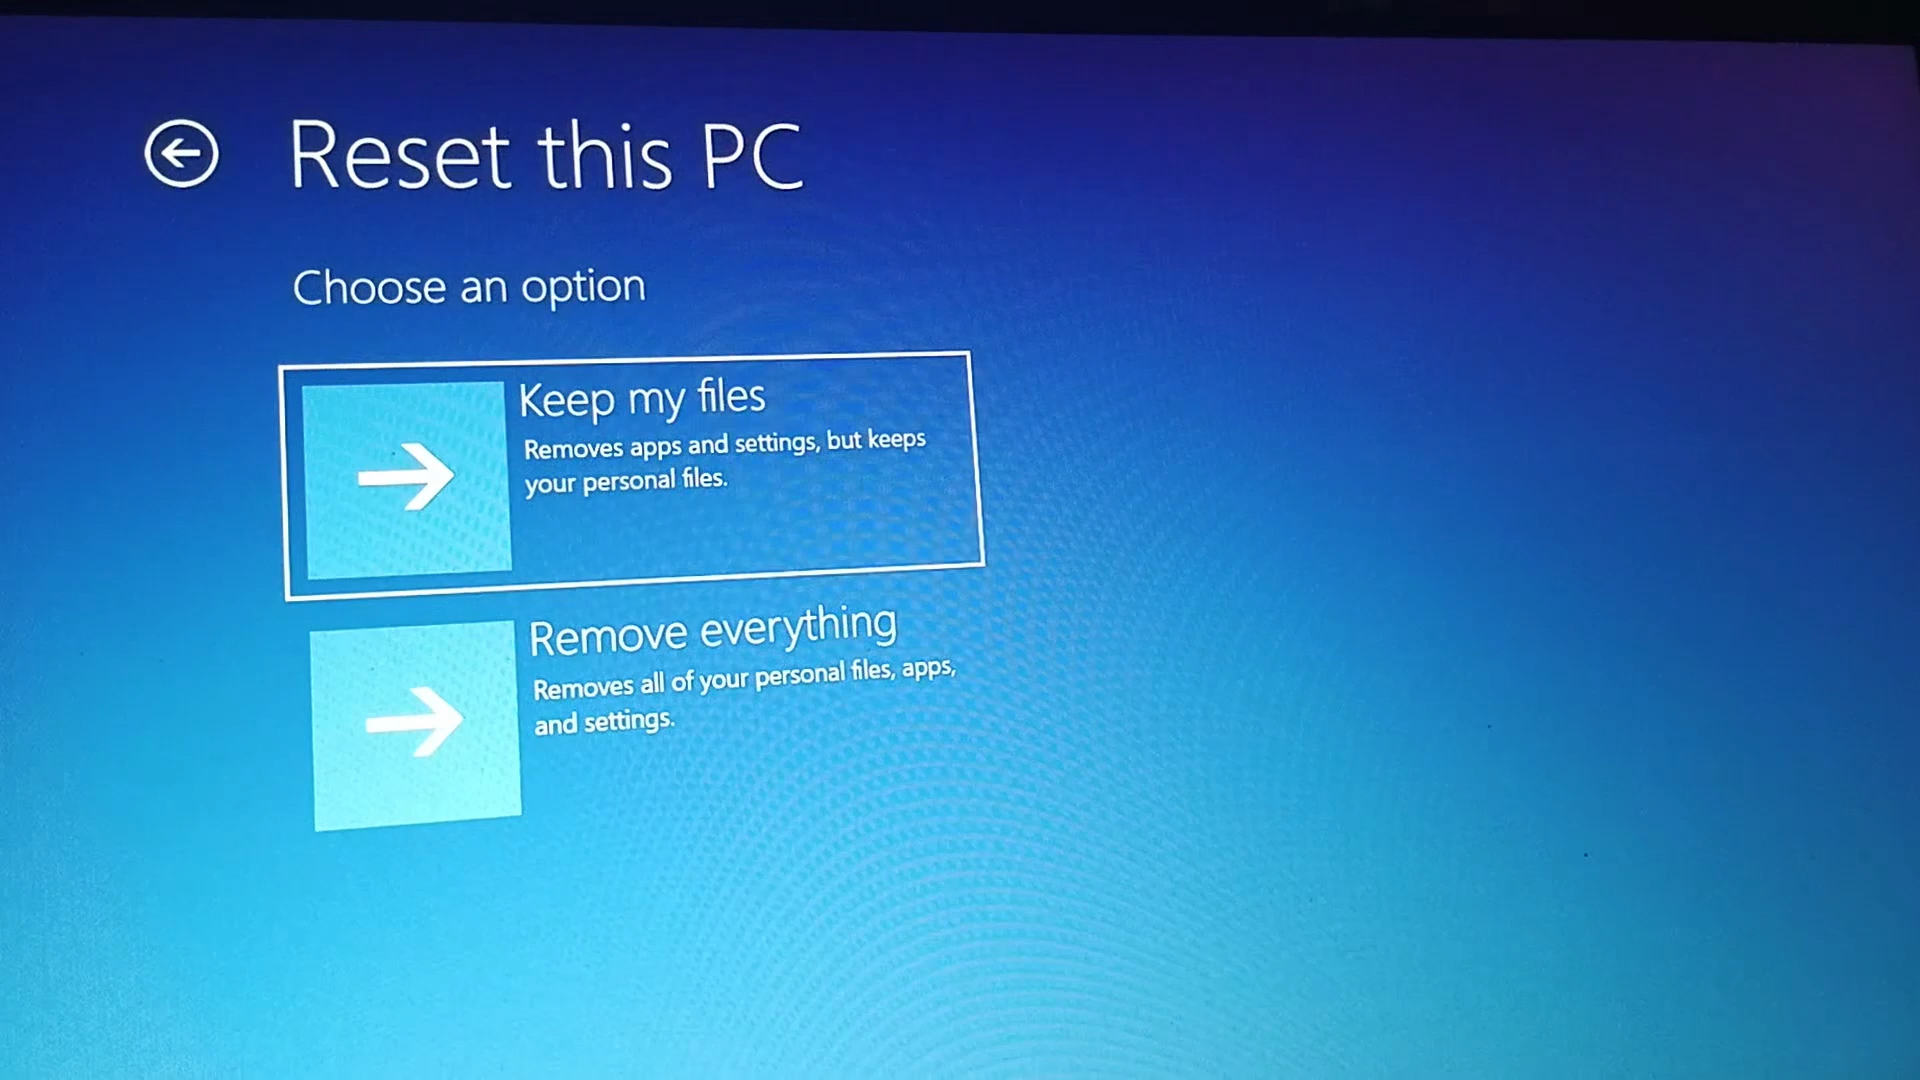 Reset this PC
Choose an option
Keep my files
Removes apps and settings, but keeps
your personal files.
Remove everything
Removes all of your personal files, apps,
and settings.